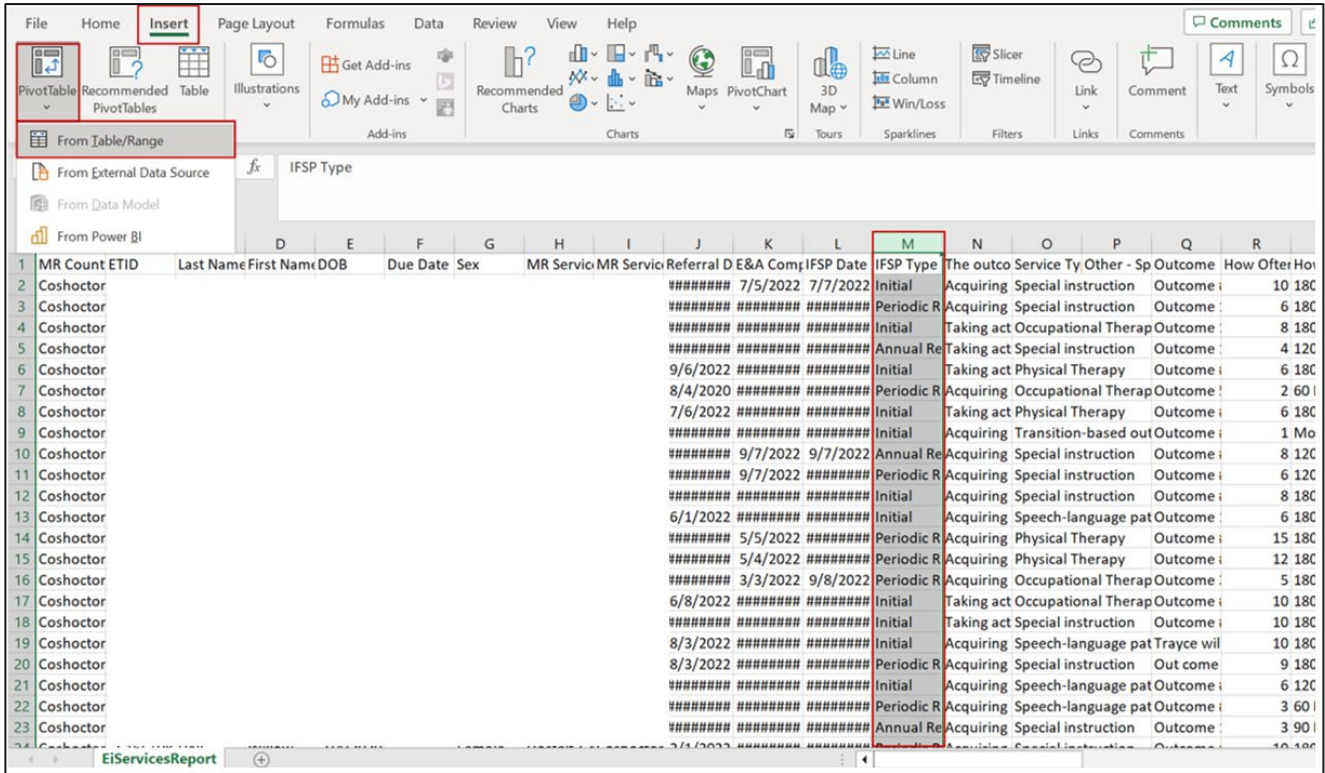 File Home Insert Page Layout Formulas Data Review View Help Comments
PivotTable Recommended PivotTables Table Illustrations Get Add-ins My Add-ins Recommended Charts Maps PivotChart 3D Map Line Column Win/Loss Slicer Timeline Link Comment Text Symbols
Add-ins Charts Tours Sparklines Filters Links Comments
From Table/Range
From External Data Source
From Data Model
From Power BI
fx IFSP Type
D E F G H I J K L M N O P Q R
1 MR Count ETID Last Name First Name DOB Due Date Sex MR Servic MR Servic Referral D E&A Comp IFSP Date IFSP Type The outco Service Ty Other - Sp Outcome How Ofter How
2 Coshoctor ######## 7/5/2022 7/7/2022 Initial Acquiring Special instruction Outcome 10 180
3 Coshoctor ######## ######## ######## Periodic R Acquiring Special instruction Outcome 6 180
4 Coshoctor ######## ######## ######## Initial Taking act Occupational Therap Outcome 8 180
5 Coshoctor ######## ######## ######## Annual Re Taking act Special instruction Outcome 4 120
6 Coshoctor 9/6/2022 ######## ######## Initial Taking act Physical Therapy Outcome 6 180
7 Coshoctor 8/4/2020 ######## ######## Periodic R Acquiring Occupational Therap Outcome 2 60
8 Coshoctor 7/6/2022 ######## ######## Initial Taking act Physical Therapy Outcome 6 180
9 Coshoctor ######## ######## ######## Initial Acquiring Transition-based out Outcome 1 Mo
10 Coshoctor ######## 9/7/2022 9/7/2022 Annual Re Acquiring Special instruction Outcome 8 120
11 Coshoctor ######## 9/7/2022 ######## Periodic R Acquiring Special instruction Outcome 6 120
12 Coshoctor ######## ######## ######## Initial Acquiring Special instruction Outcome 8 180
13 Coshoctor 6/1/2022 ######## ######## Initial Acquiring Speech-language pat Outcome 6 180
14 Coshoctor ######## 5/5/2022 ######## Periodic R Acquiring Physical Therapy Outcome 15 180
15 Coshoctor ######## 5/4/2022 ######## Periodic R Acquiring Physical Therapy Outcome 12 180
16 Coshoctor ######## 3/3/2022 9/8/2022 Periodic R Acquiring Occupational Therap Outcome 5 180
17 Coshoctor 6/8/2022 ######## ######## Initial Taking act Occupational Therap Outcome 10 180
18 Coshoctor ######## ######## ######## Initial Taking act Special instruction Outcome 10 180
19 Coshoctor 8/3/2022 ######## ######## Initial Acquiring Speech-language pat Trayce wil 10 180
20 Coshoctor 8/3/2022 ######## ######## Periodic R Acquiring Special instruction Out come 9 180
21 Coshoctor ######## ######## ######## Initial Acquiring Speech-language pat Outcome 6 120
22 Coshoctor ######## ######## ######## Periodic R Acquiring Speech-language pat Outcome 3 60
23 Coshoctor ######## ######## ######## Annual Re Acquiring Special instruction Outcome 3 90
EiServicesReport